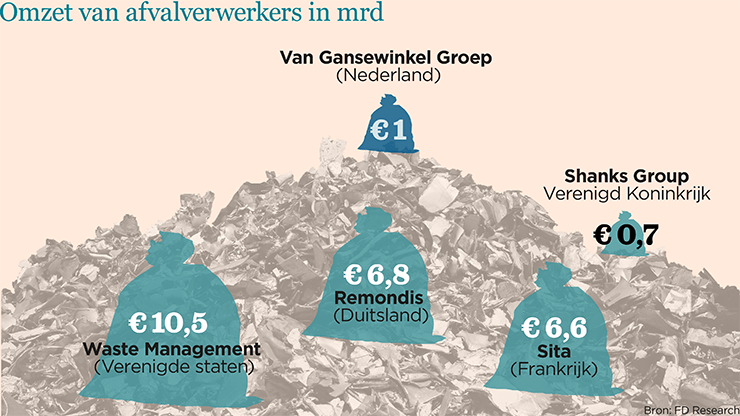 Omzet van afvalverwerkers in mrd
Van Gansewinkel Groep
(Nederland)
€ 1
Shanks Group
Verenigd Koninkrijk
€ 0,7
€ 6,8
Remondis
(Duitsland)
€ 10,5
Waste Management
(Verenigde staten)
€ 6,6
Sita
(Frankrijk)
Bron: FD Research